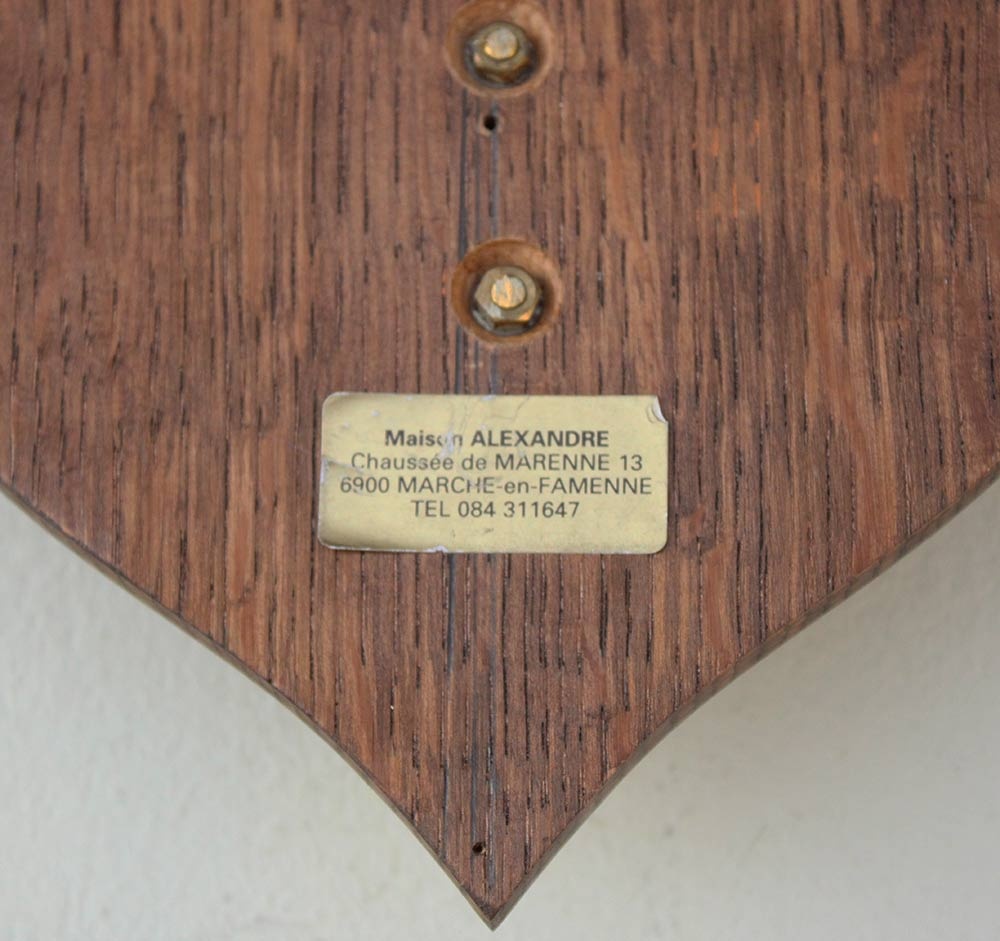 Maison ALEXANDRE
Chaussée de MARENNE 13
6900 MARCHE-en-FAMENNE
TEL 084 311647